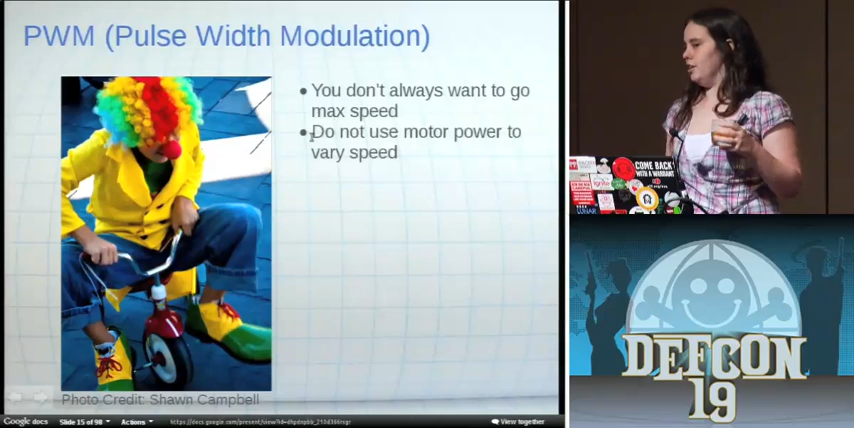 PWM (Pulse Width Modulation)
● You don't always want to go
max speed
● Do not use motor power to
vary speed
Photo Credit: Shawn Campbell
Google docs
Slide 15 of 98
Actions
View together
COME BACK
WITH A WARRANT
ignite
DEFCON
19